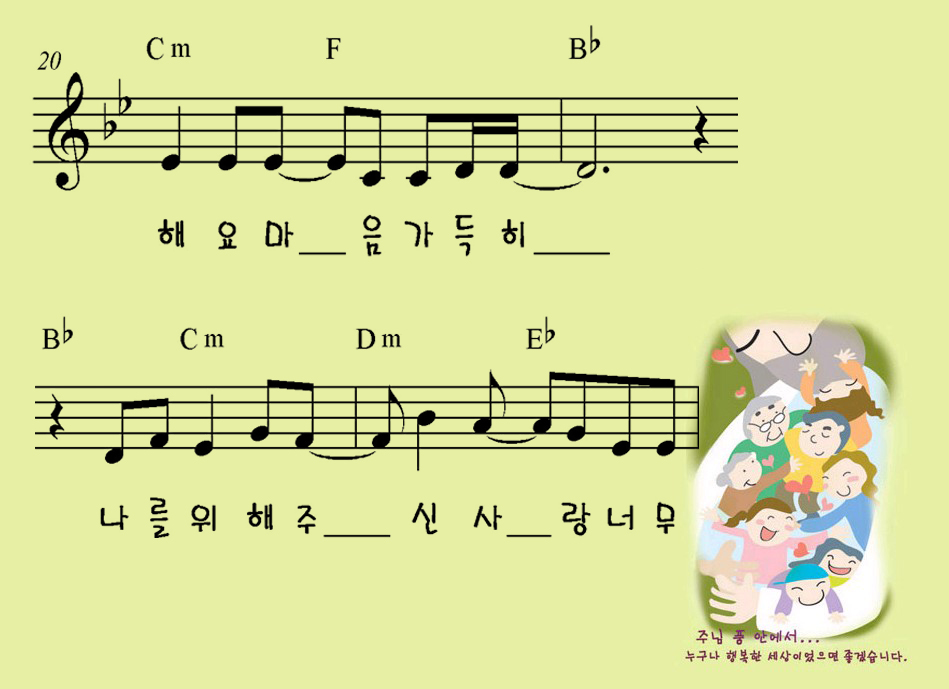 20 Cm F B♭
해 요 마__ 음 가 득 히____
B♭ Cm Dm E♭
나 를 위 해 주____ 신 사__ 랑 너 무
주님 품 안에서...
누구나 행복한 세상이었으면 좋겠습니다.